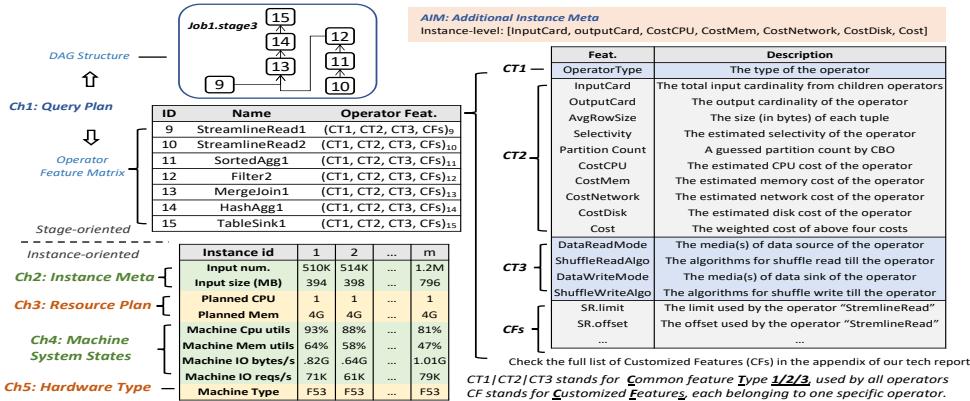 Job1.stage3
15
14
13
12
11
10
9
DAG Structure
Ch1: Query Plan
Operator
Feature Matrix
Stage-oriented
Instance-oriented
ID Name Operator Feat.
9 StreamlineRead1 (CT1, CT2, CT3, CFs)9
10 StreamlineRead2 (CT1, CT2, CT3, CFs)10
11 SortedAgg1 (CT1, CT2, CT3, CFs)11
12 Filter2 (CT1, CT2, CT3, CFs)12
13 MergeJoin1 (CT1, CT2, CT3, CFs)13
14 HashAgg1 (CT1, CT2, CT3, CFs)14
15 TableSink1 (CT1, CT2, CT3, CFs)15
Ch2: Instance Meta
Ch3: Resource Plan
Ch4: Machine
System States
Ch5: Hardware Type
Instance id 1 2 ... m
Input num. 510K 514K ... 1.2M
Input size (MB) 394 398 ... 796
Planned CPU 1 1 ... 1
Planned Mem 4G 4G ... 4G
Machine Cpu utils 93% 88% ... 81%
Machine Mem utils 64% 58% ... 47%
Machine IO bytes/s .82G .64G ... 1.01G
Machine IO reqs/s 71K 61K ... 79K
Machine Type F53 F53 ... F53
AIM: Additional Instance Meta
Instance-level: [InputCard, outputCard, CostCPU, CostMem, CostNetwork, CostDisk, Cost]
Feat. Description
CT1 OperatorType The type of the operator
CT2
InputCard The total input cardinality from children operators
OutputCard The output cardinality of the operator
AvgRowSize The size (in bytes) of each tuple
Selectivity The estimated selectivity of the operator
Partition Count A guessed partition count by CBO
CostCPU The estimated CPU cost of the operator
CostMem The estimated memory cost of the operator
CostNetwork The estimated network cost of the operator
CostDisk The estimated disk cost of the operator
Cost The weighted cost of above four costs
CT3
DataReadMode The media(s) of data source of the operator
ShuffleReadAlgo The algorithms for shuffle read till the operator
DataWriteMode The media(s) of data sink of the operator
ShuffleWriteAlgo The algorithms for shuffle write till the operator
CFs
SR.limit The limit used by the operator “StremlineRead”
SR.offset The offset used by the operator “StremlineRead”
... ...
Check the full list of Customized Features (CFs) in the appendix of our tech report
CT1|CT2|CT3 stands for Common feature Type 1/2/3, used by all operators
CF stands for Customized Features, each belonging to one specific operator.